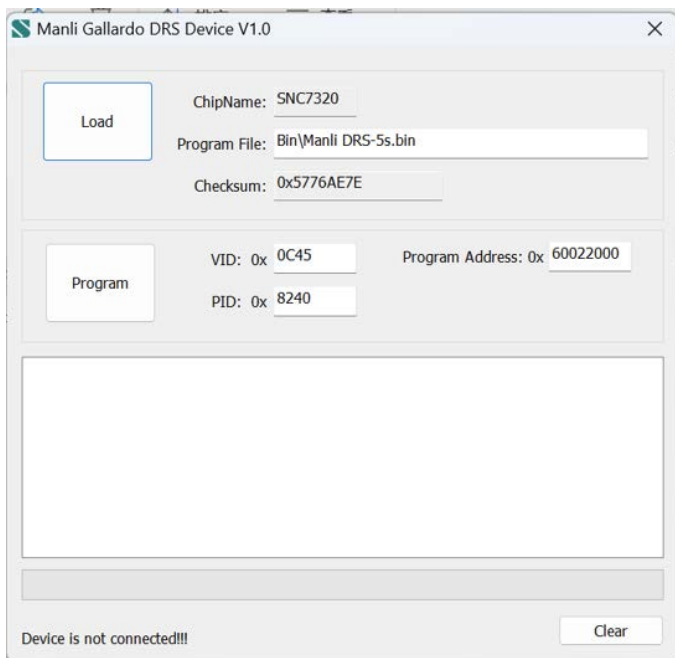 Manli Gallardo DRS Device V1.0
Load
ChipName: SNC7320
Program File: Bin\Manli DRS-5s.bin
Checksum: 0x5776AE7E
Program
VID: 0x 0C45
Program Address: 0x 60022000
PID: 0x 8240
Device is not connected!!!
Clear